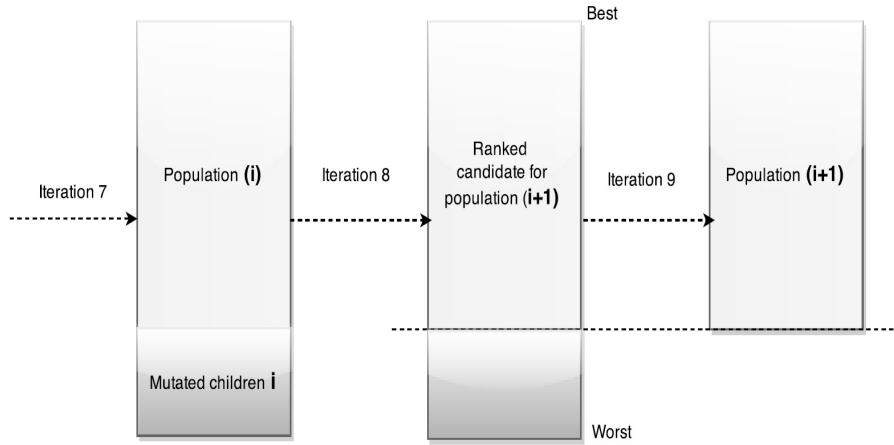 Best
Iteration 7
Population (i)
Iteration 8
Ranked
candidate for
population (i+1)
Iteration 9
Population (i+1)
Mutated children i
Worst